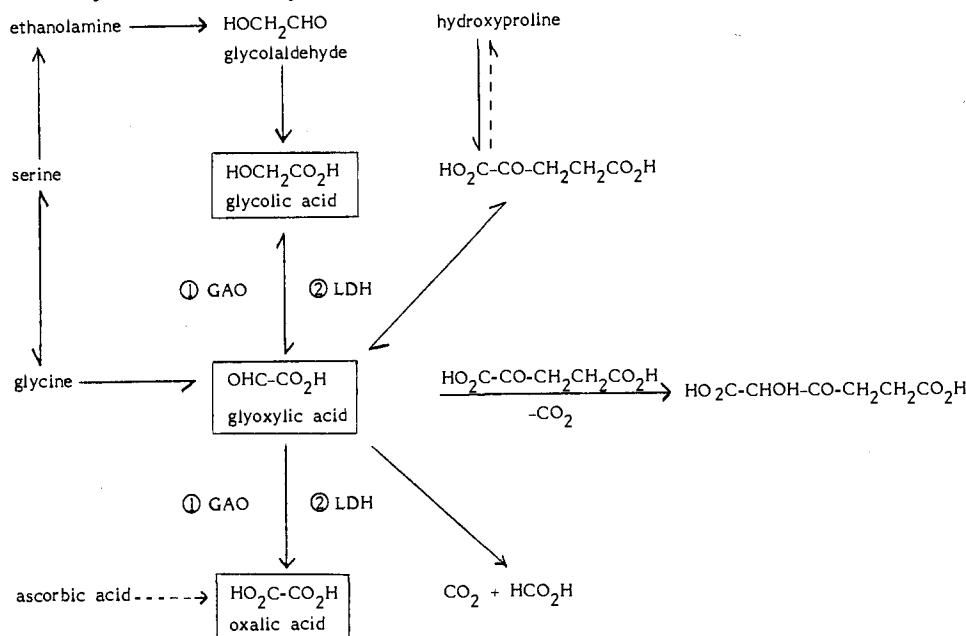 ethanolamine
HOCH2CHO
glycolaldehyde
hydroxyproline
serine
HOCH2CO2H
glycolic acid
HO2C-CO-CH2CH2CO2H
① GAO
② LDH
glycine
OHC-CO2H
glyoxylic acid
HO2C-CO-CH2CH2CO2H
-CO2
HO2C-CHOH-CO-CH2CH2CO2H
① GAO
② LDH
ascorbic acid
HO2C-CO2H
oxalic acid
CO2 + HCO2H